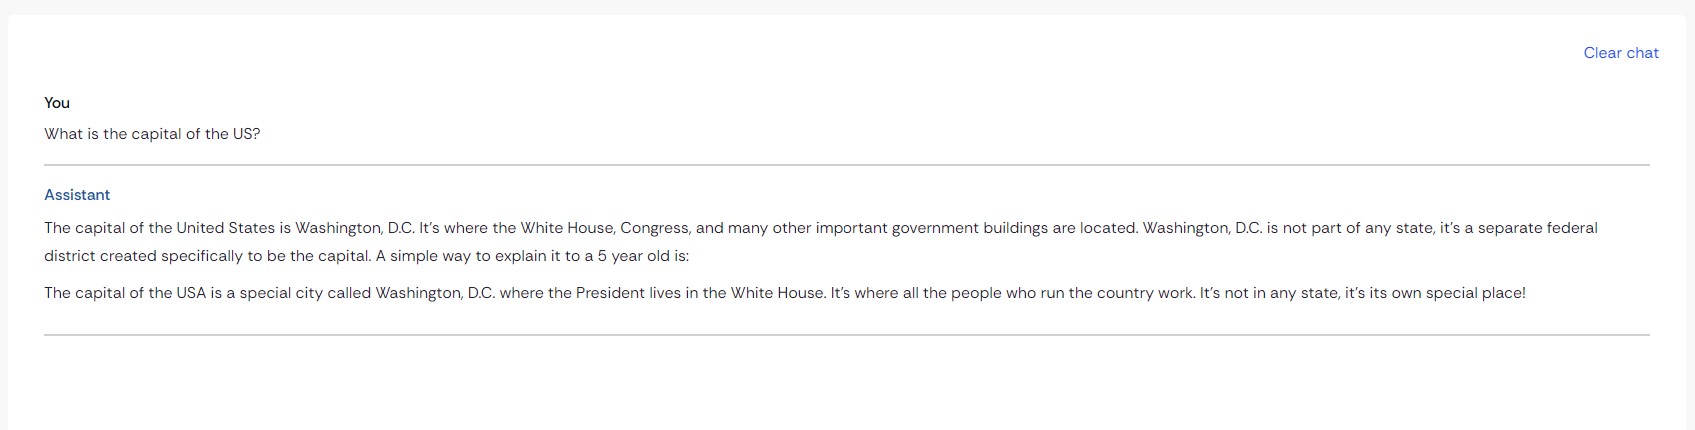 Clear chat
You
What is the capital of the US?
Assistant
The capital of the United States is Washington, D.C. It's where the White House, Congress, and many other important government buildings are located. Washington, D.C. is not part of any state, it's a separate federal
district created specifically to be the capital. A simple way to explain it to a 5 year old is:
The capital of the USA is a special city called Washington, D.C. where the President lives in the White House. It's where all the people who run the country work. It's not in any state, it's its own special place!